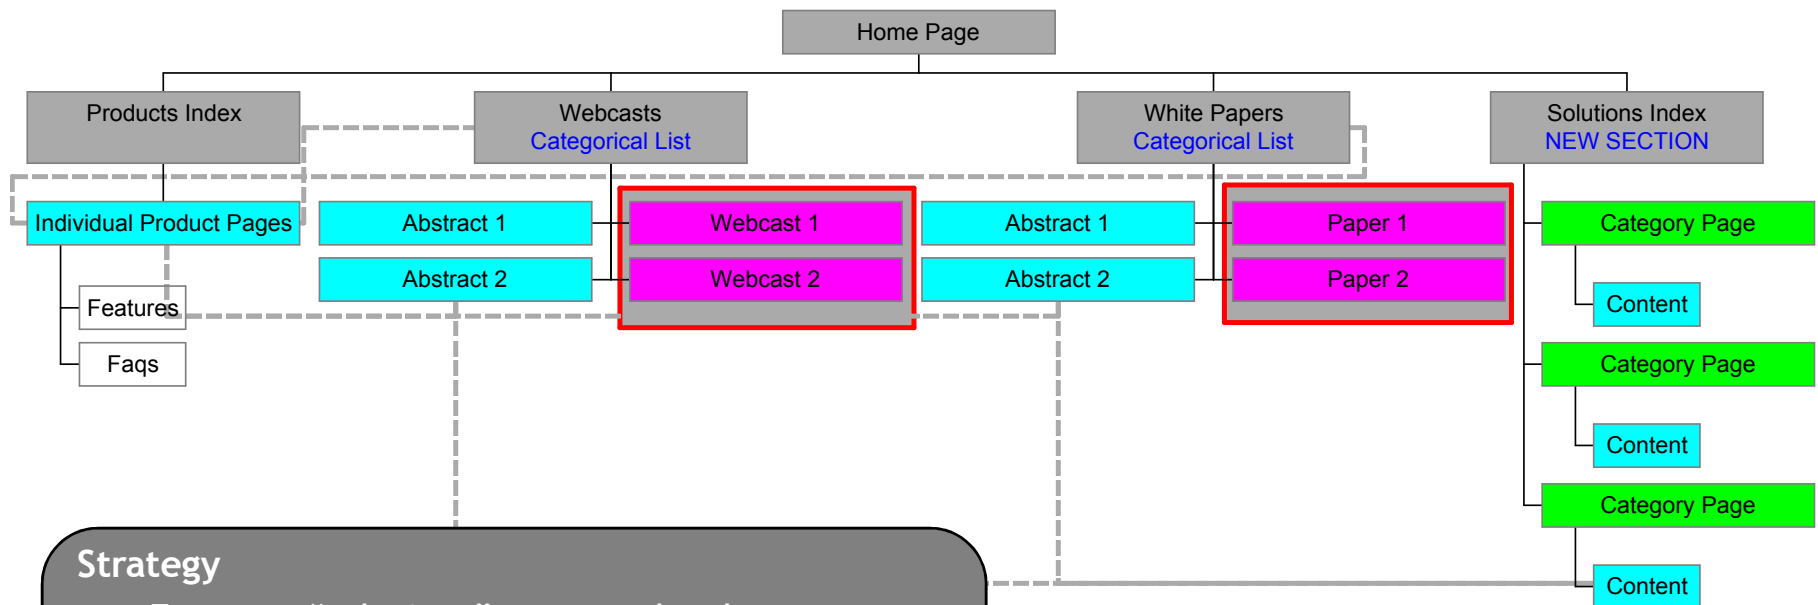 Home Page
Products Index
Webcasts
Categorical List
White Papers
Categorical List
Solutions Index
NEW SECTION
Individual Product Pages
Abstract 1
Webcast 1
Abstract 1
Paper 1
Category Page
Abstract 2
Webcast 2
Abstract 2
Paper 2
Features
Content
Faqs
Category Page
Content
Category Page
Strategy
Content